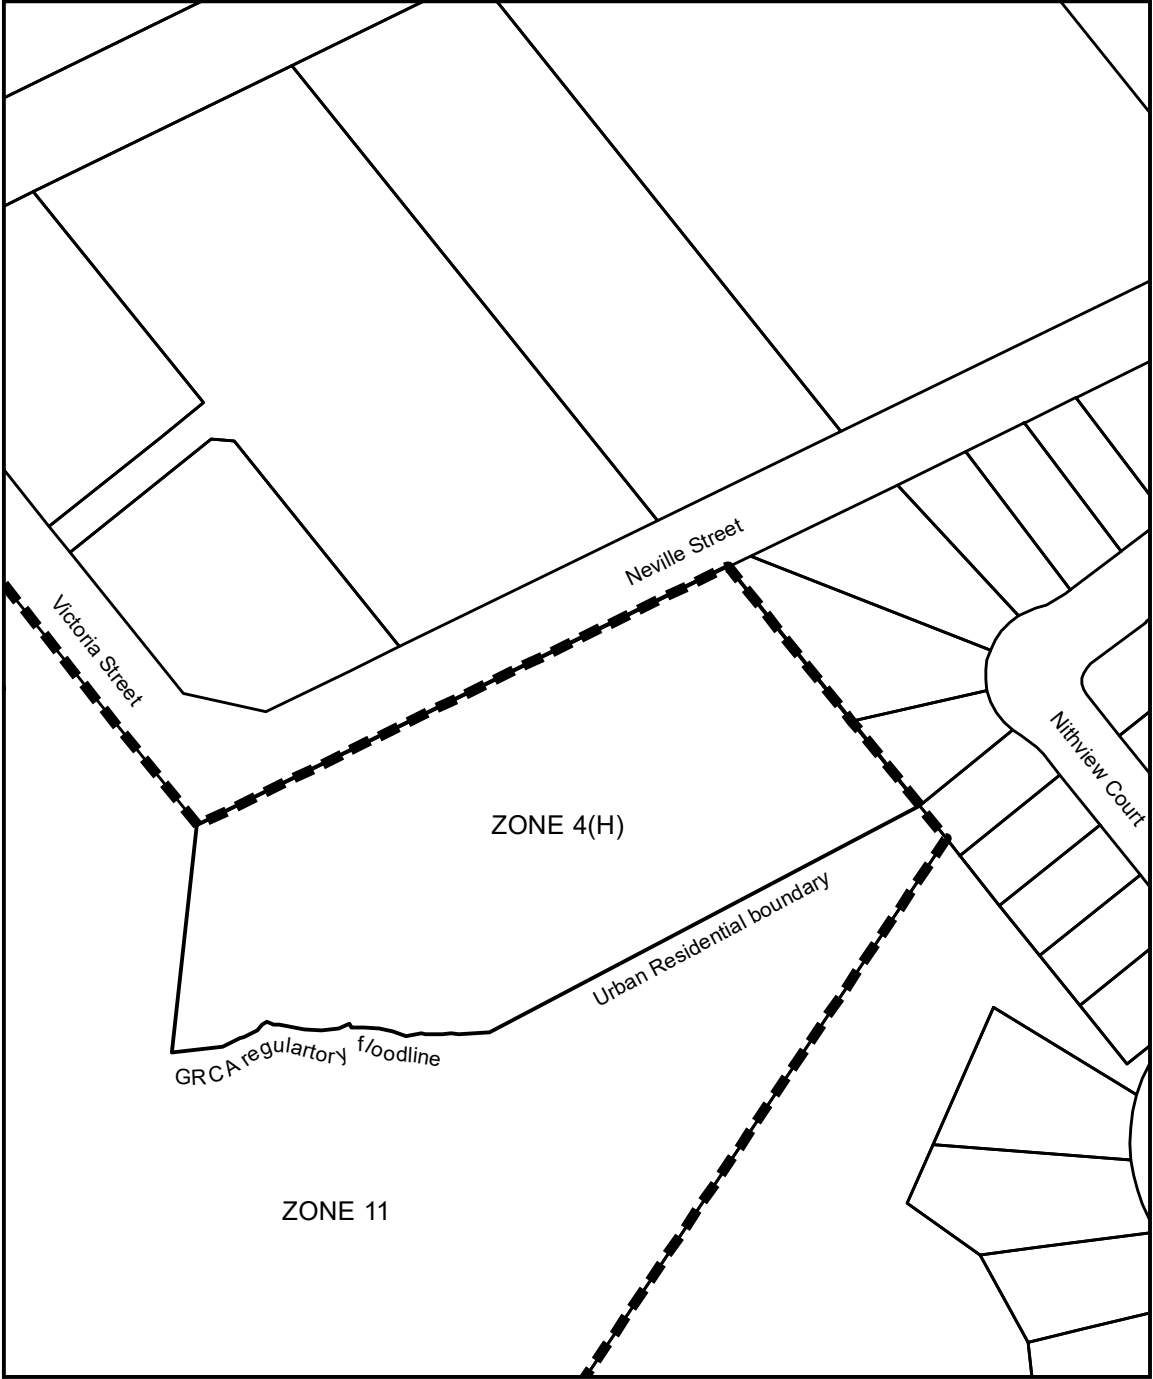 Neville Street
Victoria Street
Nithview Court
ZONE 4(H)
Urban Residential boundary
GRCA regulartory floodline
ZONE 11